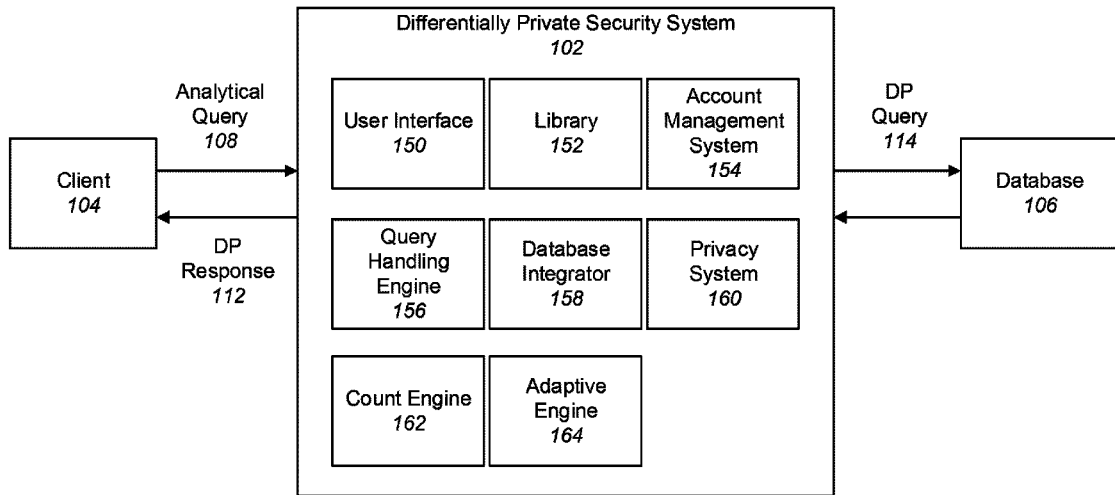 Differentially Private Security System
102
Analytical
Query
108
Client
104
DP
Response
112
User Interface
150
Library
152
Account
Management
System
154
Query
Handling
Engine
156
Database
Integrator
158
Privacy
System
160
Count Engine
162
Adaptive
Engine
164
DP
Query
114
Database
106